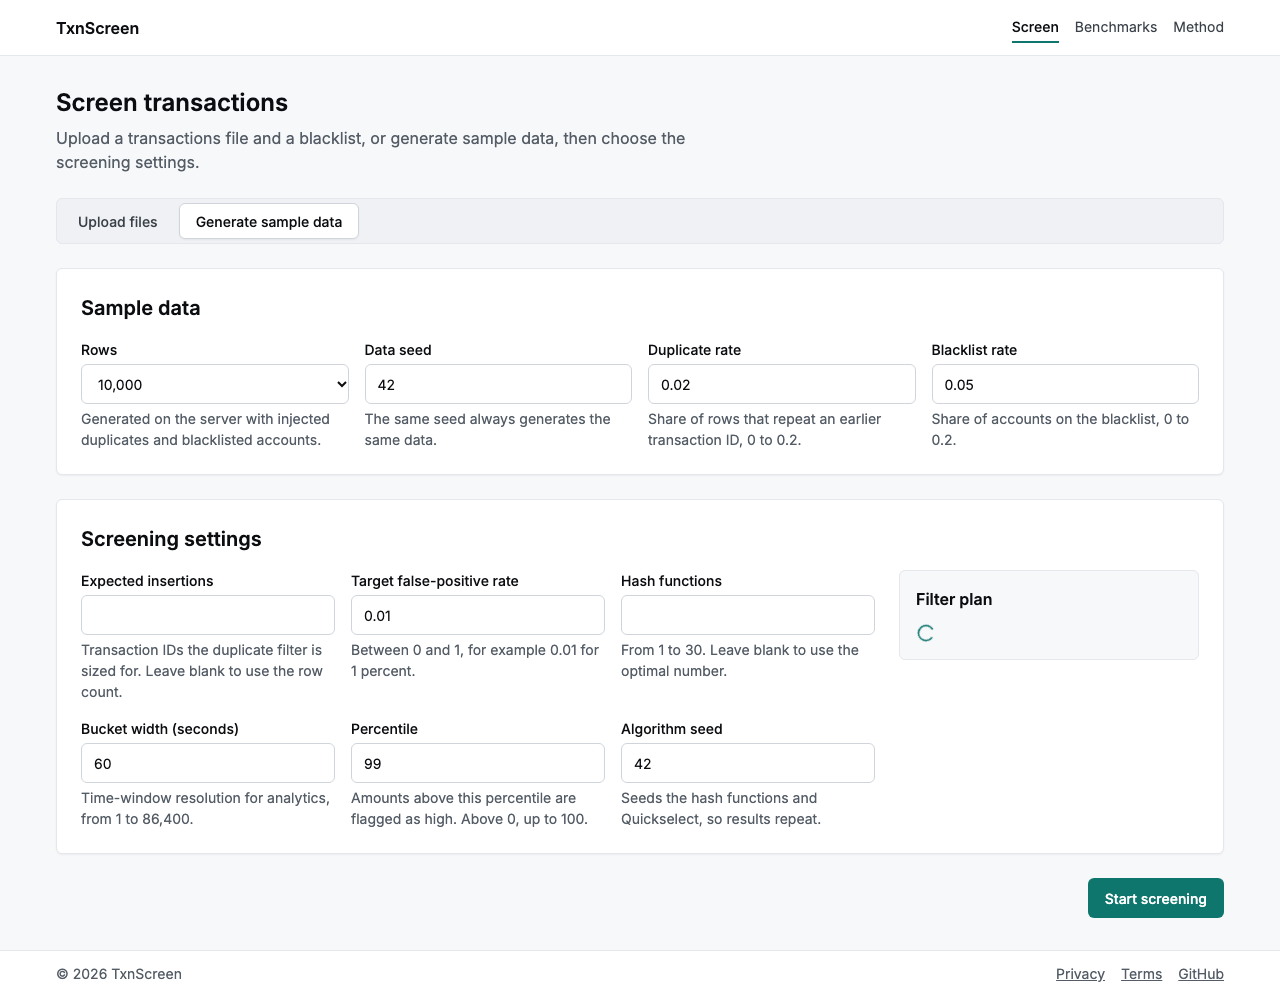 TxnScreen
Screen
Benchmarks
Method
Screen transactions
Upload a transactions file and a blacklist, or generate sample data, then choose the
screening settings.
Upload files
Generate sample data
Sample data
Rows
10,000
Generated on the server with injected
duplicates and blacklisted accounts.
Data seed
42
The same seed always generates the
same data.
Duplicate rate
0.02
Share of rows that repeat an earlier
transaction ID, 0 to 0.2.
Blacklist rate
0.05
Share of accounts on the blacklist, 0 to
0.2.
Screening settings
Expected insertions
Transaction IDs the duplicate filter is
sized for. Leave blank to use the row
count.
Target false-positive rate
0.01
Between 0 and 1, for example 0.01 for
1 percent.
Hash functions
From 1 to 30. Leave blank to use the
optimal number.
Filter plan
Bucket width (seconds)
60
Time-window resolution for analytics,
from 1 to 86,400.
Percentile
99
Amounts above this percentile are
flagged as high. Above 0, up to 100.
Algorithm seed
42
Seeds the hash functions and
Quickselect, so results repeat.
Start screening
© 2026 TxnScreen
Privacy
Terms
GitHub